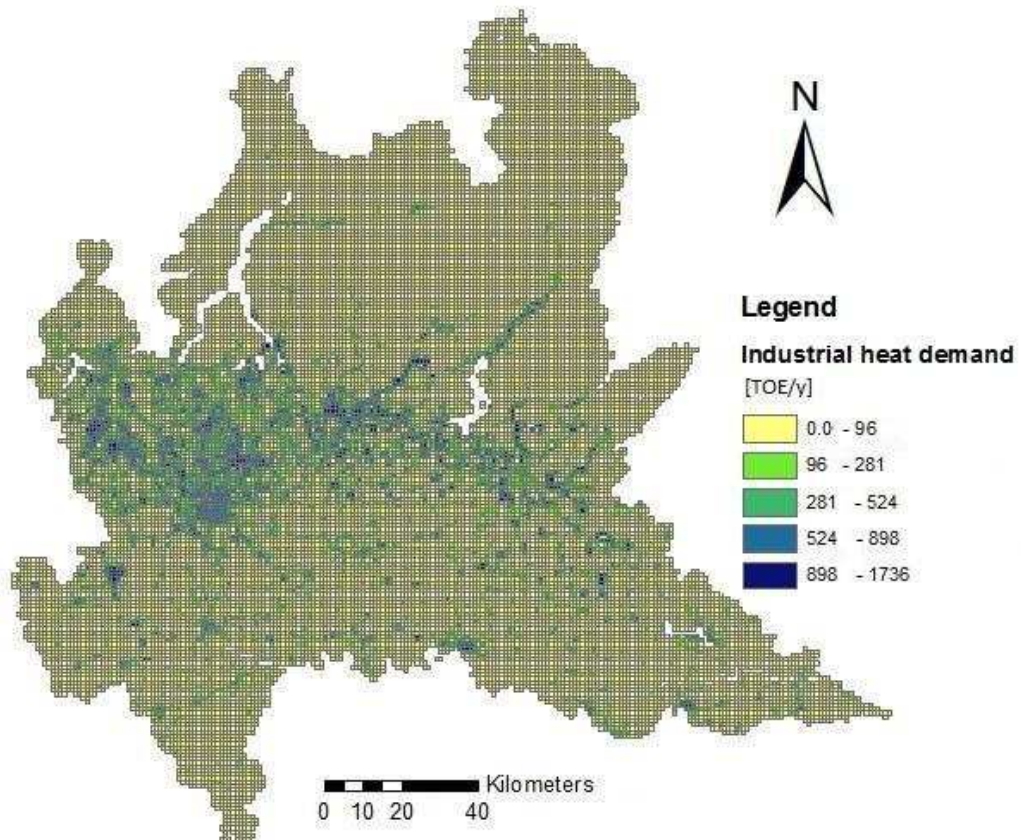 N
Legend
Industrial heat demand
[TOE/y]
0.0 - 96
96 - 281
281 - 524
524 - 898
898 - 1736
Kilometers
0 10 20 40